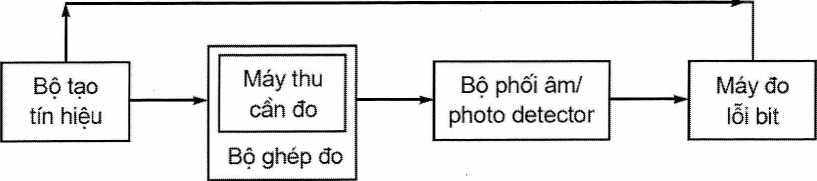 Bộ tạo
tín hiệu
Máy thu
cần đo
Bộ ghép đo
Bộ phối âm/
photo detector
Máy đo
lỗi bit